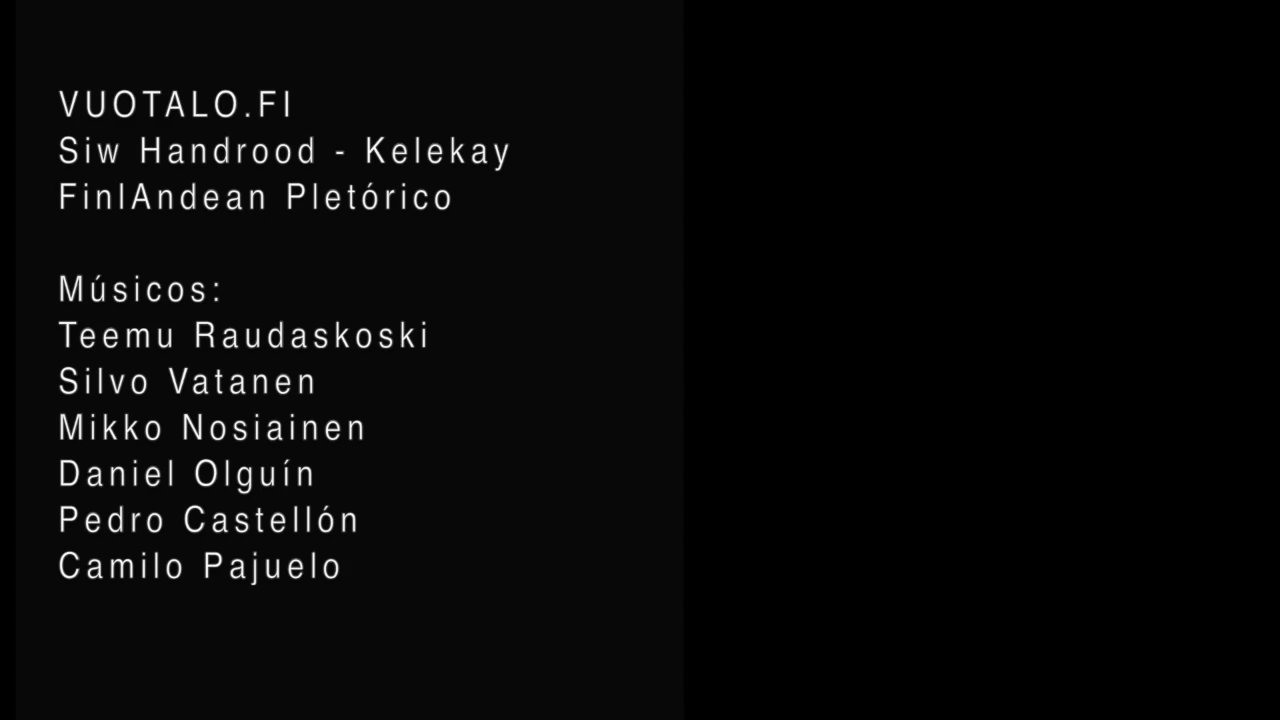 VUOTALO.FI
Siw Handrood - Kelekay
FinlAndean Pletórico
Músicos:
Teemu Raudaskoski
Silvo Vatanen
Mikko Nosiainen
Daniel Olguín
Pedro Castellón
Camilo Pajuelo